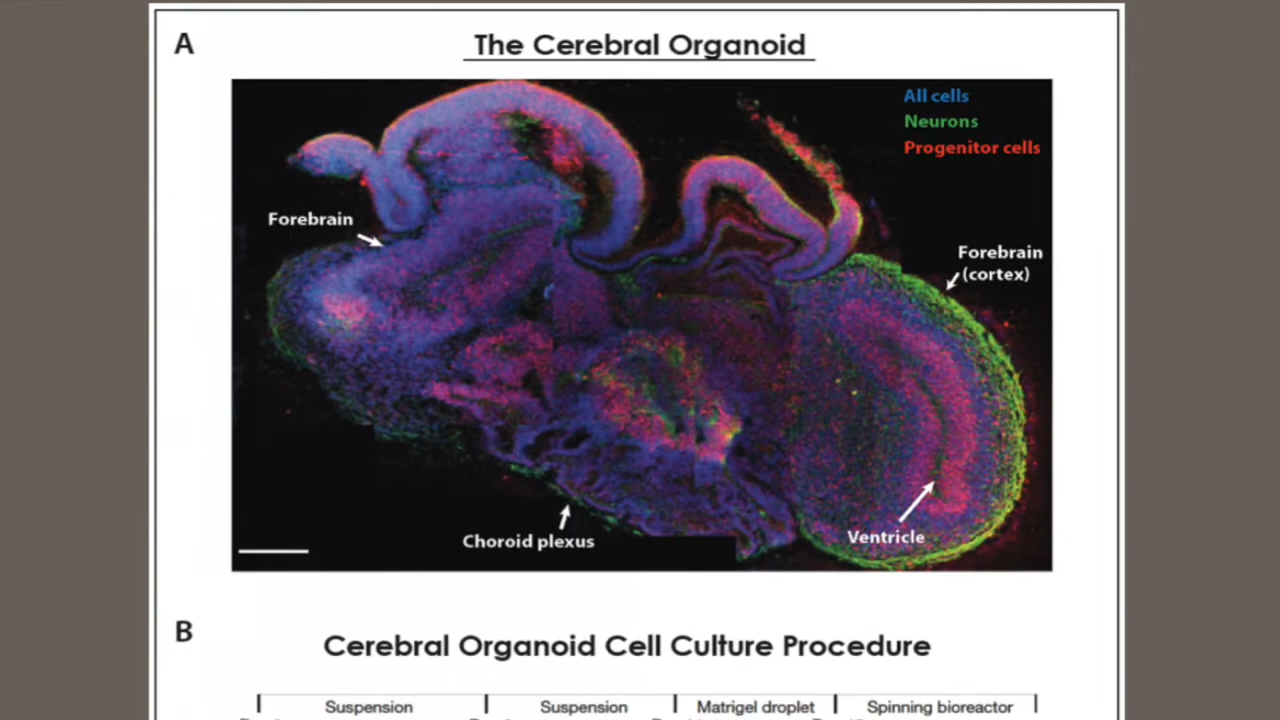 A
The Cerebral Organoid
All cells
Neurons
Progenitor cells
Forebrain
Forebrain
(cortex)
Choroid plexus
Ventricle
B
Cerebral Organoid Cell Culture Procedure
Suspension
Suspension
Matrigel droplet
Spinning bioreactor